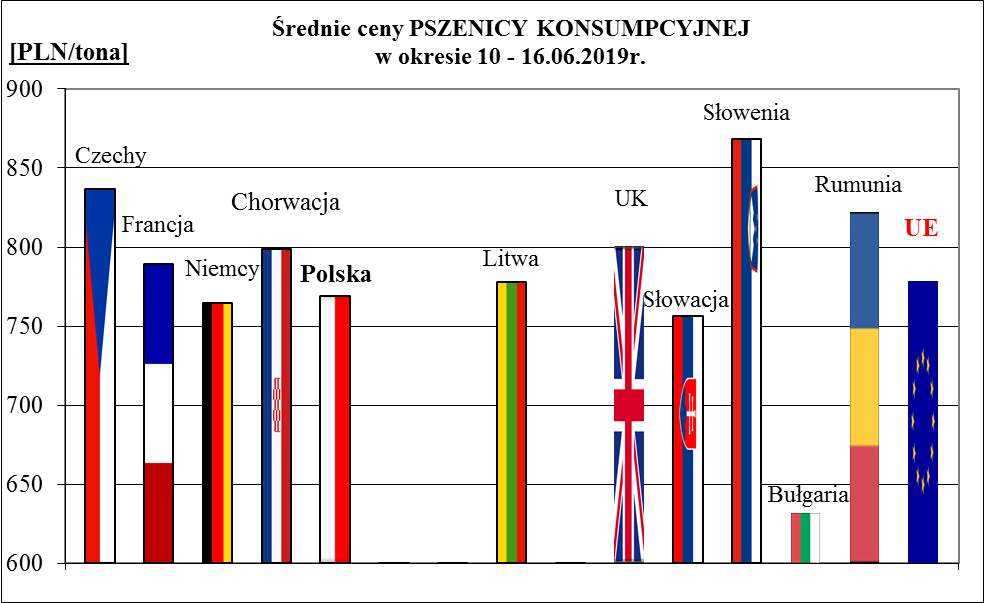 Średnie ceny PSZENICY KONSUMPCYJNEJ
w okresie 10 - 16.06.2019r.
[PLN/tona]
900
850
800
750
700
650
600
Czechy
Francja
Niemcy
Chorwacja
Polska
Litwa
UK
Słowacja
Słowenia
Bułgaria
Rumunia
UE